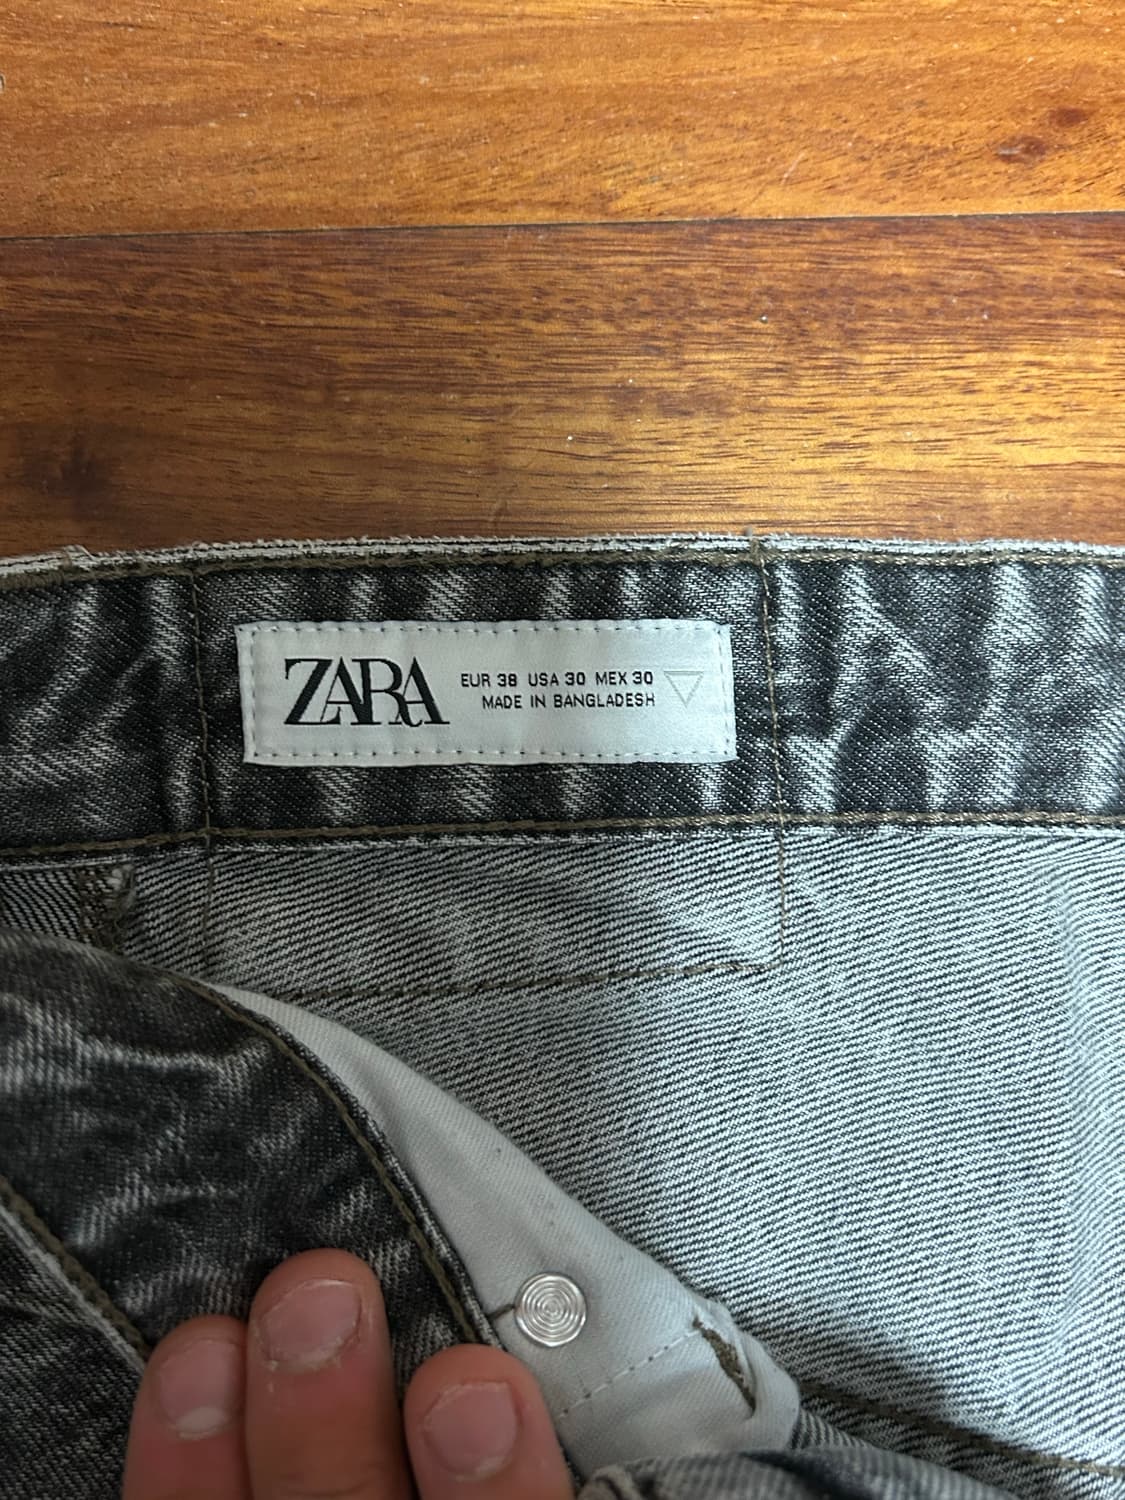 ZARA
EUR 38 USA 30 MEX 30
MADE IN BANGLADESH